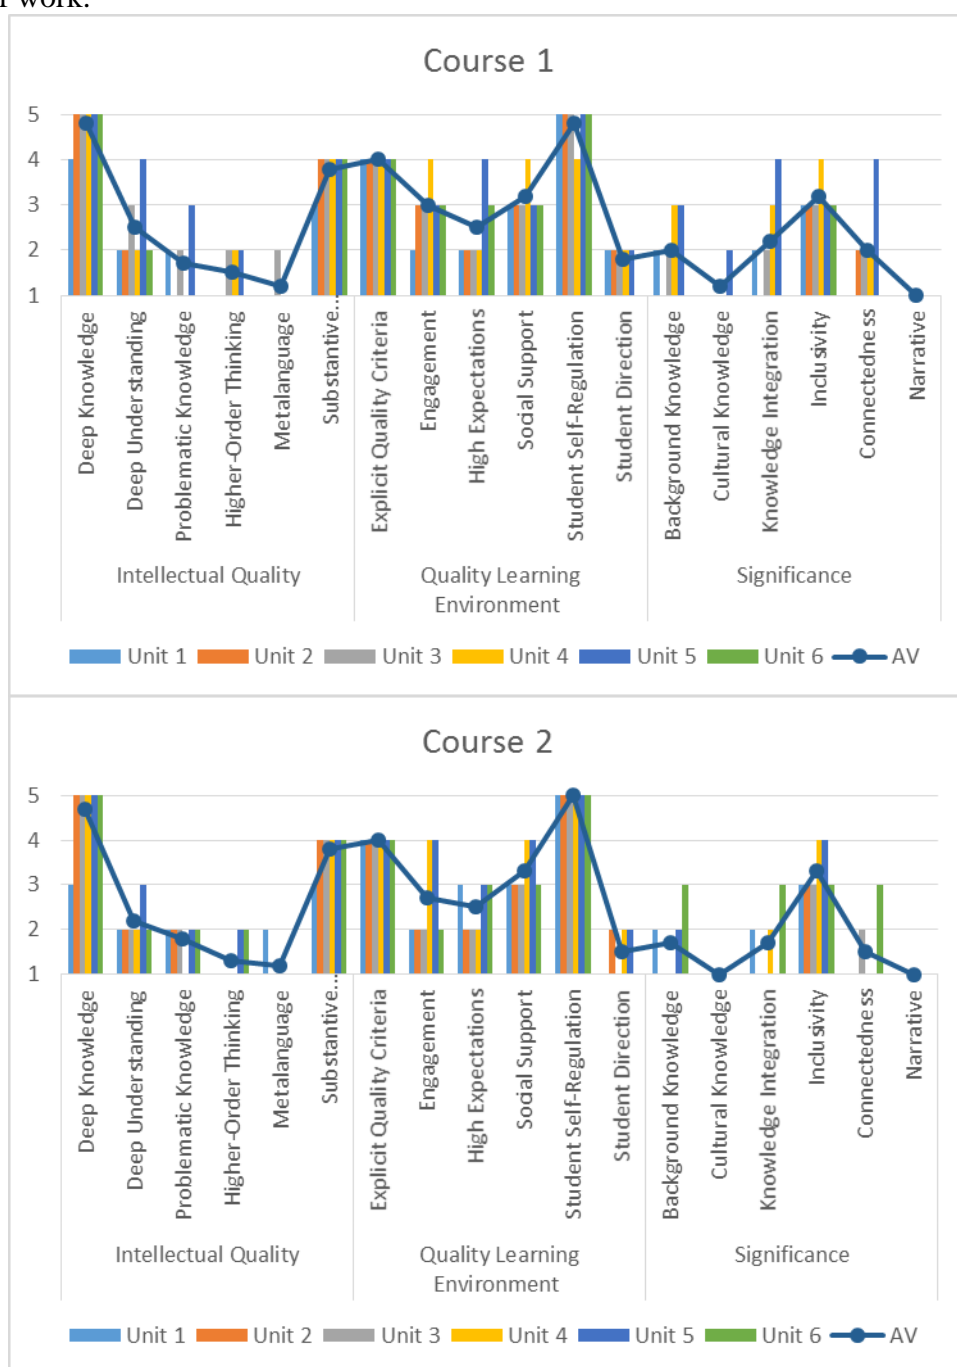 r work.
Course 1
5
4
3
2
1
Deep Knowledge
Deep Understanding
Problematic Knowledge
Higher-Order Thinking
Metalanguage
Substantive...
Explicit Quality Criteria
Engagement
High Expectations
Social Support
Student Self-Regulation
Student Direction
Background Knowledge
Cultural Knowledge
Knowledge Integration
Inclusivity
Connectedness
Narrative
Intellectual Quality
Quality Learning
Environment
Significance
Unit 1 Unit 2 Unit 3 Unit 4 Unit 5 Unit 6 AV
Course 2
5
4
3
2
1
Deep Knowledge
Deep Understanding
Problematic Knowledge
Higher-Order Thinking
Metalanguage
Substantive...
Explicit Quality Criteria
Engagement
High Expectations
Social Support
Student Self-Regulation
Student Direction
Background Knowledge
Cultural Knowledge
Knowledge Integration
Inclusivity
Connectedness
Narrative
Intellectual Quality
Quality Learning
Environment
Significance
Unit 1 Unit 2 Unit 3 Unit 4 Unit 5 Unit 6 AV